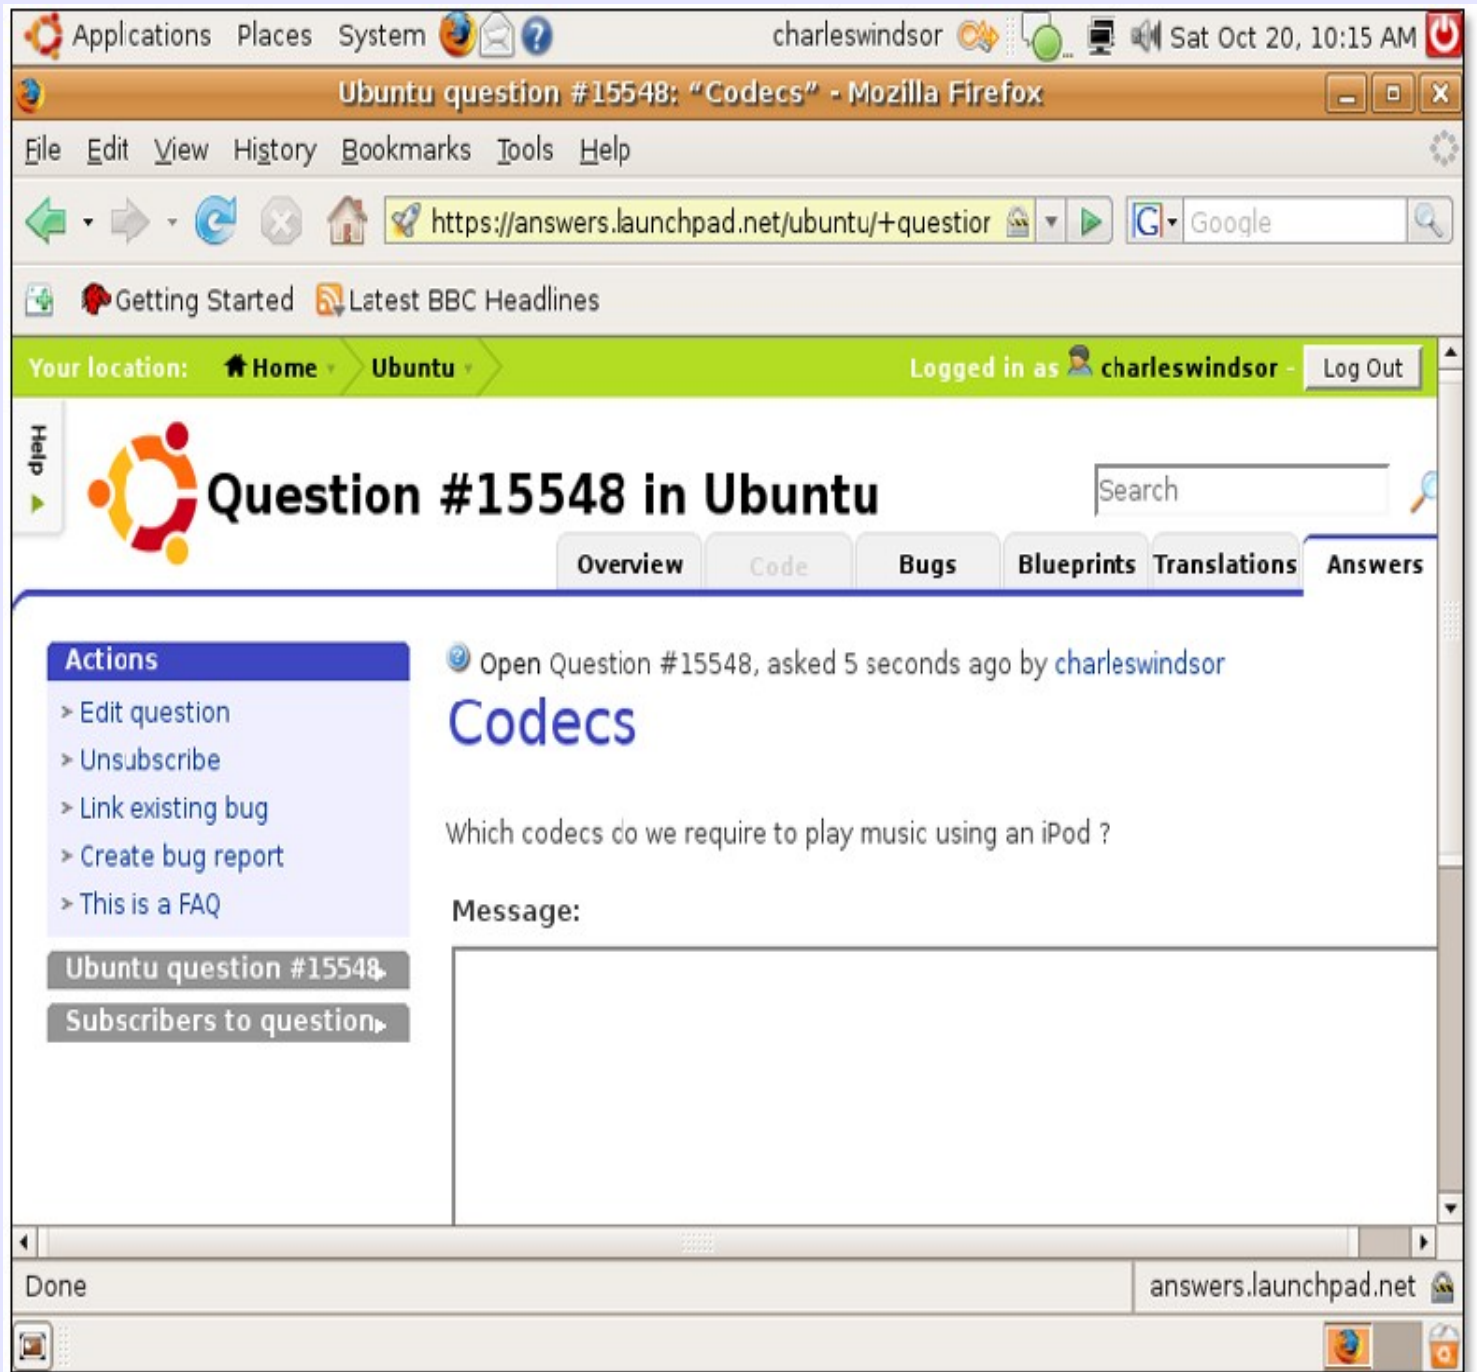 Applications Places System charleswindsor Sat Oct 20, 10:15 AM
Ubuntu question #15548: “Codecs” - Mozilla Firefox
File Edit View History Bookmarks Tools Help
https://answers.launchpad.net/ubuntu/+question G Google
Getting Started Latest BBC Headlines
Your location: Home Ubuntu Logged in as charleswindsor - Log Out
Help
Question #15548 in Ubuntu Search
Overview Code Bugs Blueprints Translations Answers
Actions
Edit question
Unsubscribe
Link existing bug
Create bug report
This is a FAQ
Ubuntu question #15548
Subscribers to question
Open Question #15548, asked 5 seconds ago by charleswindsor
Codecs
Which codecs do we require to play music using an iPod ?
Message:
Done answers.launchpad.net